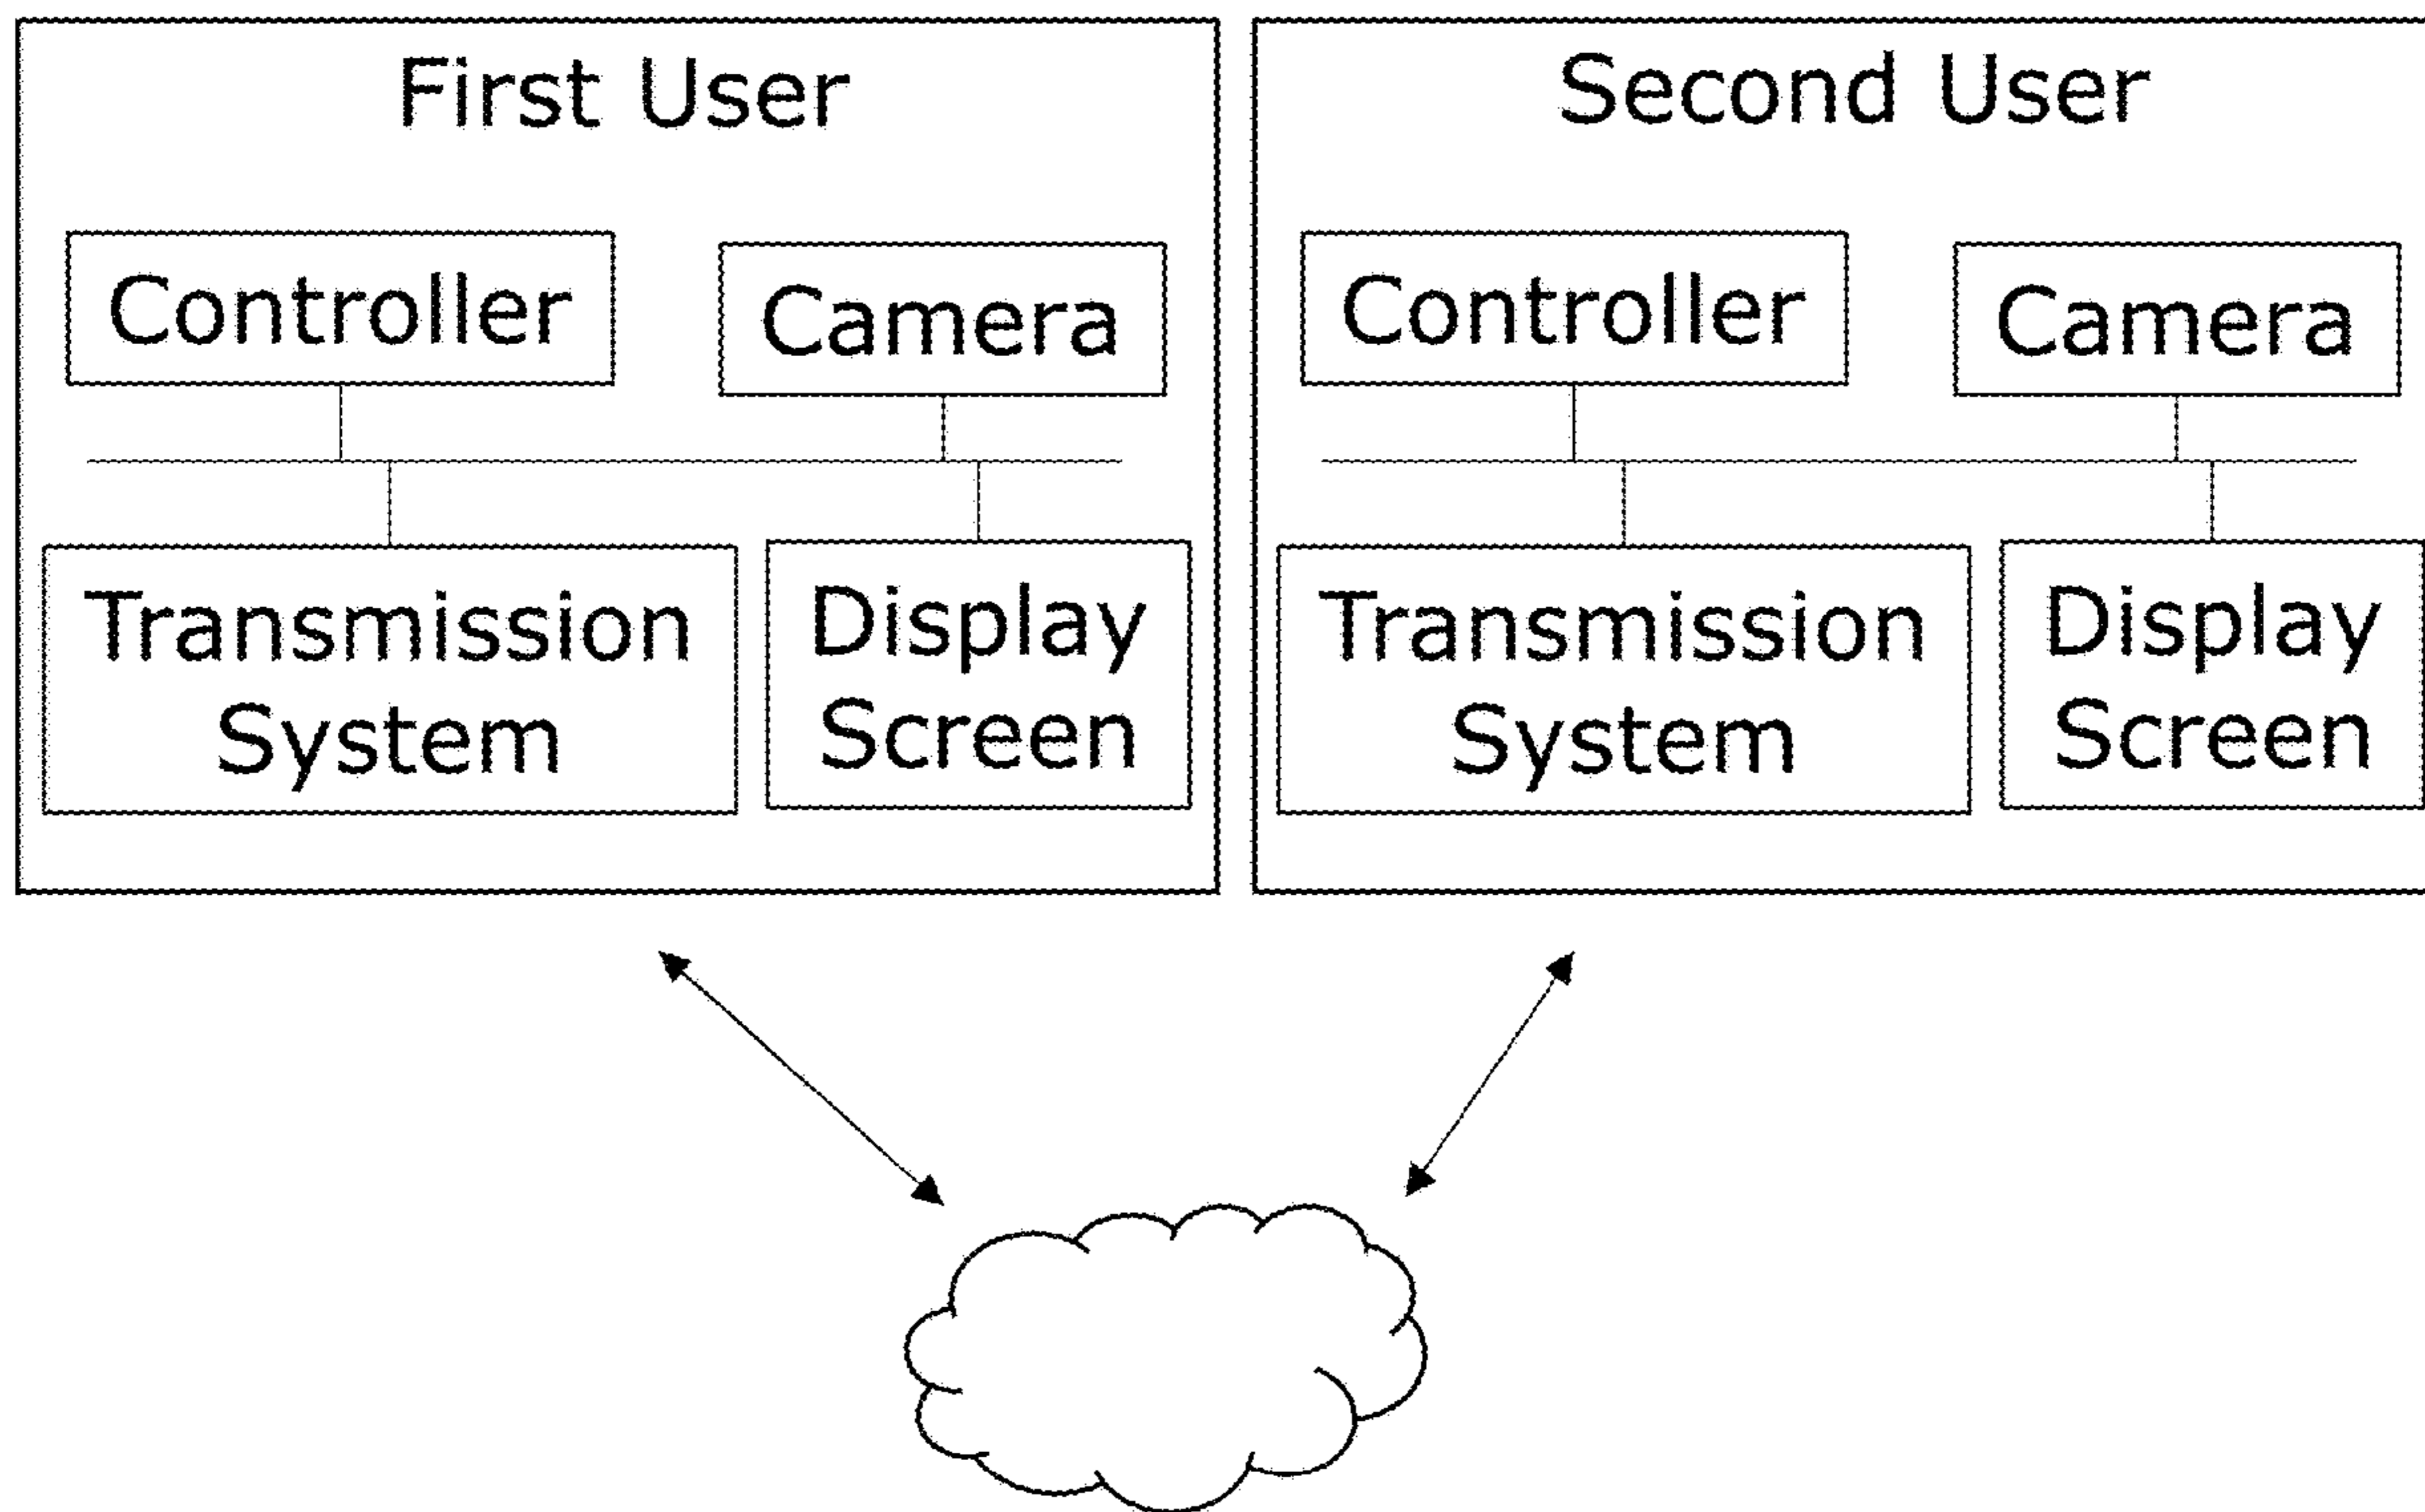 First User
Controller
Camera
Transmission
System
Display
Screen
Second User
Controller
Camera
Transmission
System
Display
Screen